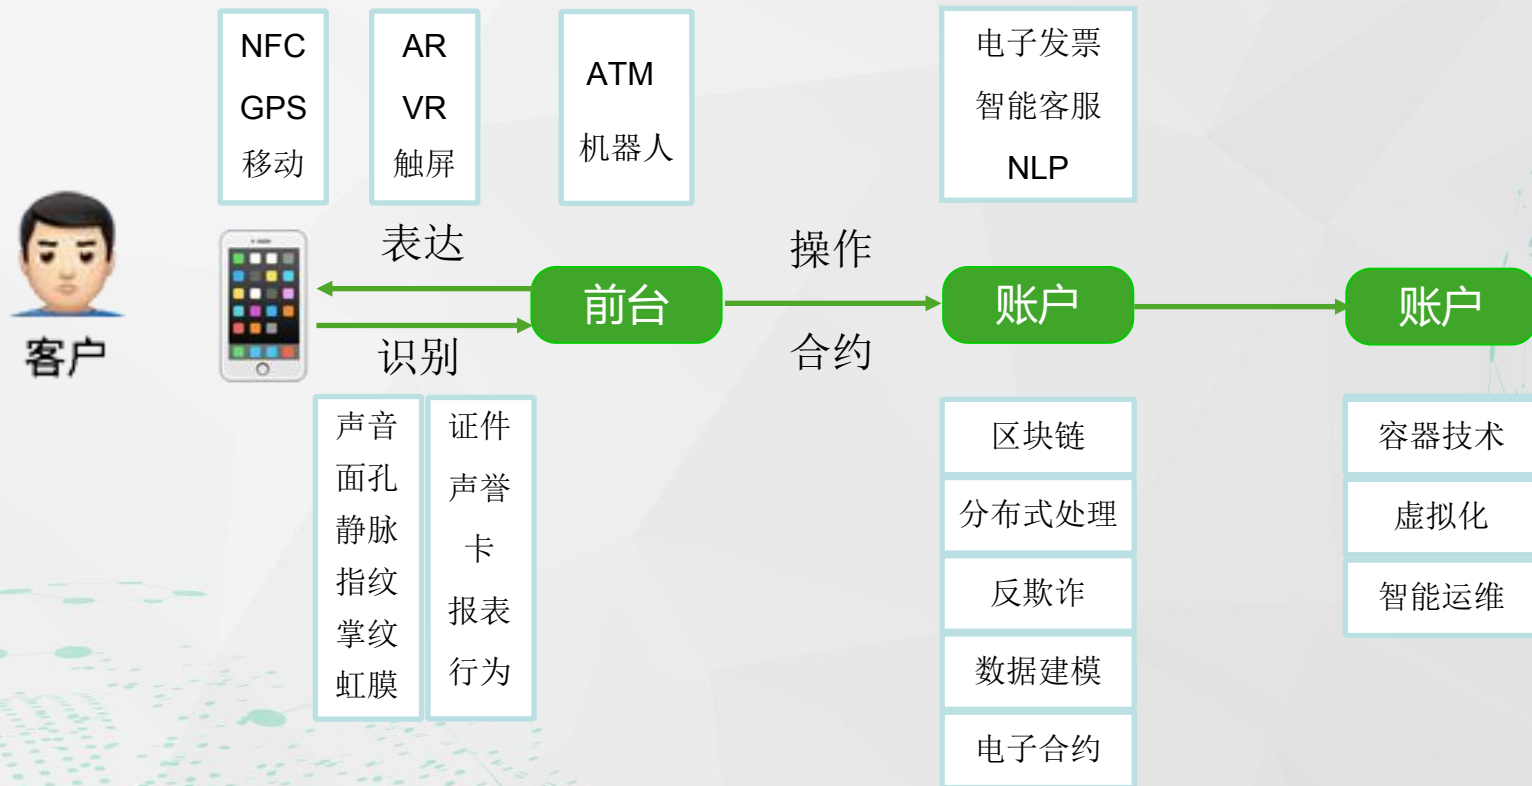 NFC
GPS
移动
AR
VR
触屏
ATM
机器人
电子发票
智能客服
NLP
表达
操作
前台
账户
账户
客户
识别
合约
声音
面孔
静脉
指纹
掌纹
虹膜
证件
声誉
卡
报表
行为
区块链
分布式处理
反欺诈
数据建模
电子合约
容器技术
虚拟化
智能运维